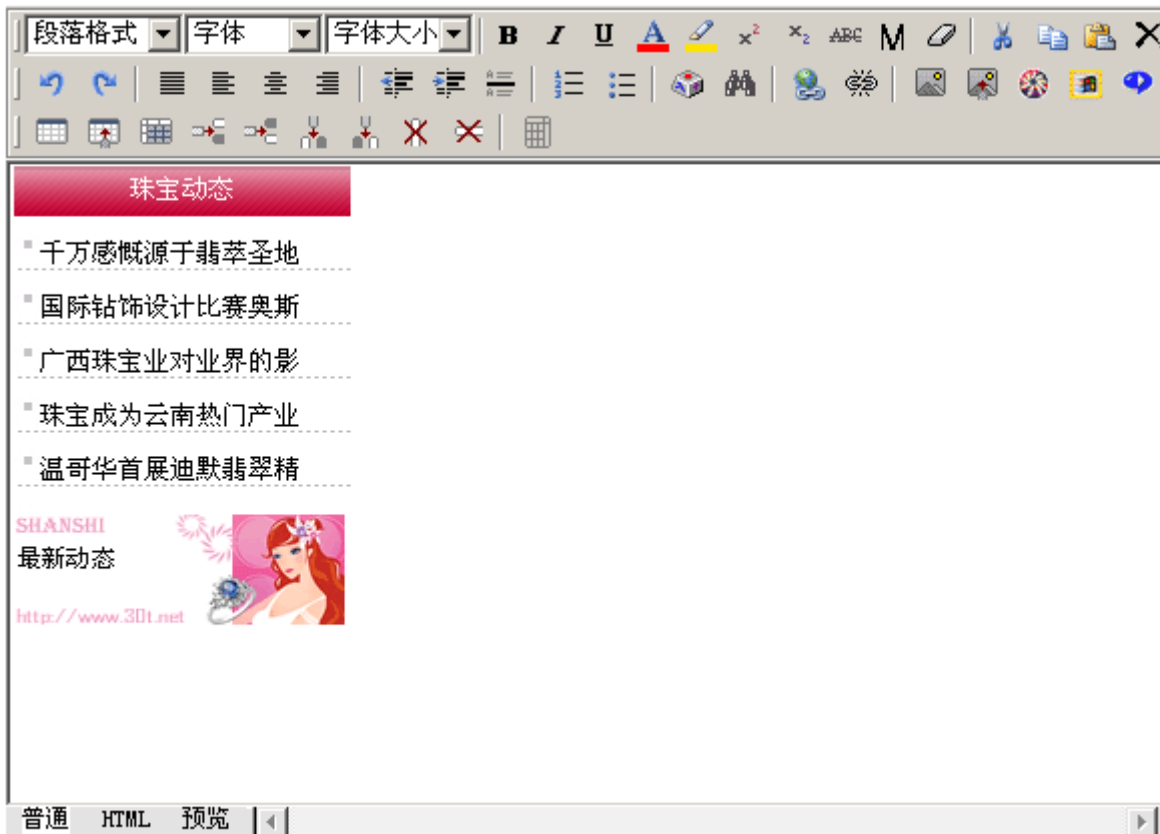 段落格式 字体 字体大小 B I U A x² x₂ ABC M
珠宝动态
千万感慨源于翡萃圣地
国际钻饰设计比赛奥斯
广西珠宝业对业界的影
珠宝成为云南热门产业
温哥华首展迪默翡翠精
SHANSHI
最新动态
http://www.30t.net
普通 HTML 预览